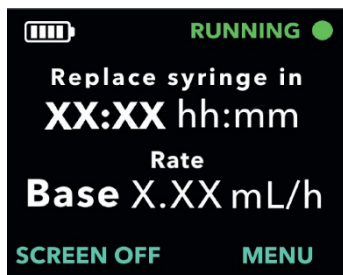 RUNNING
Replace syringe in
XX:XX hh:mm
Rate
Base X.XX mL/h
SCREEN OFF MENU